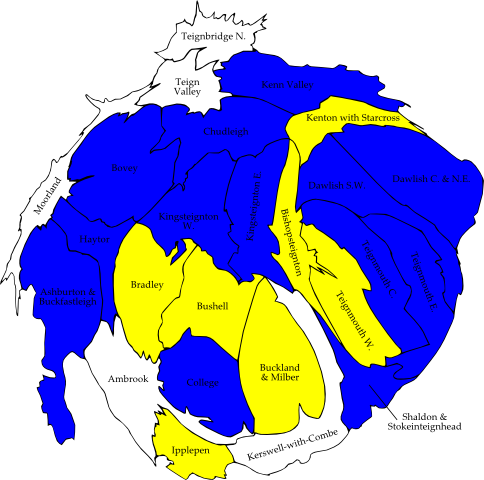 Teignbridge N.
Teign
Valley
Kenn Valley
Kenton with Starcross
Chudleigh
Moorland
Bovey
Kingsteignton E.
Dawlish S.W.
Dawlish C. & N.E.
Kingsteignton
W.
Haytor
Bishopsteignton
Teignmouth C.
Teignmouth E.
Ashburton &
Buckfastleigh
Bradley
Bushell
Teignmouth W.
Ambrook
College
Buckland
& Milber
Shaldon &
Stokeinteignhead
Ipplepen
Kerswell-with-Combe